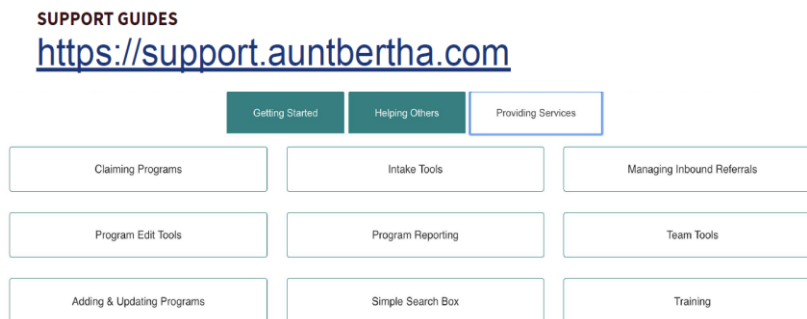 SUPPORT GUIDES
https://support.auntbertha.com
Getting Started Helping Others Providing Services
Claiming Programs Intake Tools Managing Inbound Referrals
Program Edit Tools Program Reporting Team Tools
Adding & Updating Programs Simple Search Box Training